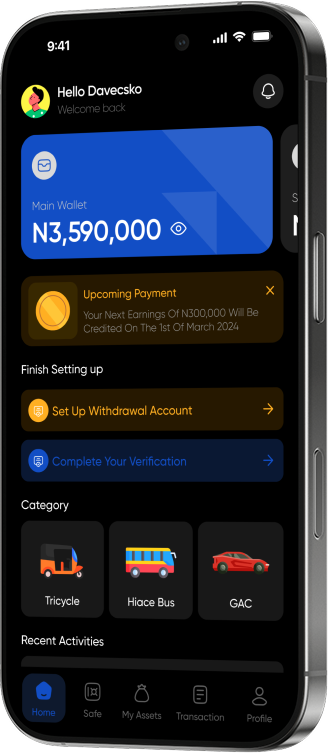 9:41
Hello Davecsko
Welcome back
Main Wallet
N3,590,000
S
Upcoming Payment
Your Next Earnings Of N300,000 Will Be
Credited On The 1st Of March 2024
Finish Setting up
Set Up Withdrawal Account
Complete Your Verification
Category
Tricycle
Hiace Bus
GAC
Recent Activities
Home
Safe
My Assets
Transaction
Profile